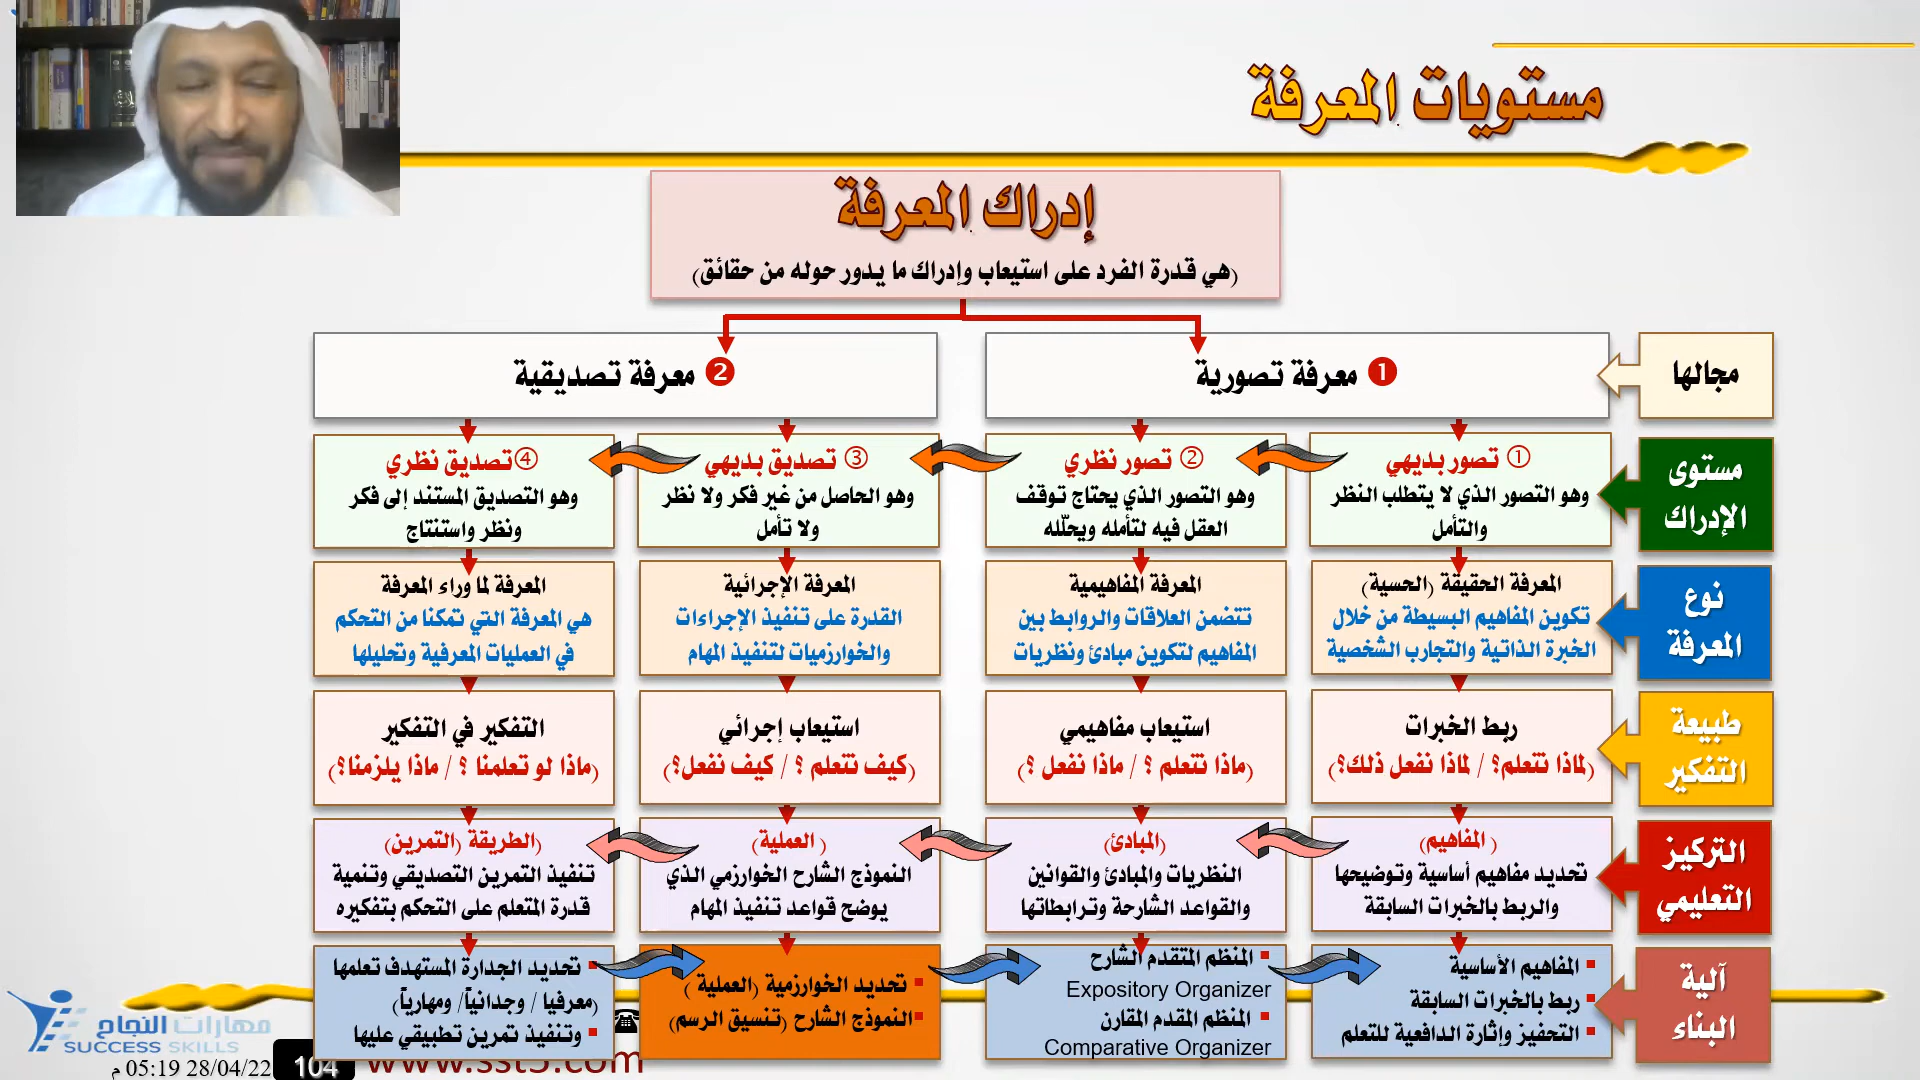 مستويات المعرفة
إدراك المعرفة
(هي قدرة الفرد على استيعاب وإدراك ما يدور حوله من حقائق)
مجالها
❶ معرفة تصورية
❷ معرفة تصديقية
مستوى
الإدراك
① تصور بديهي
وهو التصور الذي لا يتطلب النظر
والتأمل
② تصور نظري
وهو التصور الذي يحتاج توقف
العقل فيه لتأمله ويحلّله
③ تصديق بديهي
وهو الحاصل من غير فكر ولا نظر
ولا تأمل
④تصديق نظري
وهو التصديق المستند إلى فكر
ونظر واستنتاج
نوع
المعرفة
المعرفة الحقيقة (الحسية)
تكوين المفاهيم البسيطة من خلال
الخبرة الذاتية والتجارب الشخصية
المعرفة المفاهيمية
تتضمن العلاقات والروابط بين
المفاهيم لتكوين مبادئ ونظريات
المعرفة الإجرائية
القدرة على تنفيذ الإجراءات
والخوارزميات لتنفيذ المهام
المعرفة لما وراء المعرفة
هي المعرفة التي تمكنا من التحكم
في العمليات المعرفية وتحليلها
طبيعة
التفكير
ربط الخبرات
(لماذا نتعلم؟ / لماذا نفعل ذلك؟)
استيعاب مفاهيمي
(ماذا نتعلم ؟ / ماذا نفعل ؟)
استيعاب إجرائي
(كيف نتعلم ؟ / كيف نفعل؟)
التفكير في التفكير
(ماذا لو تعلمنا ؟ / ماذا يلزمنا؟)
التركيز
التعليمي
(المفاهيم )
تحديد مفاهيم أساسية وتوضيحها
والربط بالخبرات السابقة
(المبادئ)
النظريات والمبادئ والقوانين
والقواعد الشارحة وترابطاتها
(العملية )
النموذج الشارح الخوارزمي الذي
يوضح قواعد تنفيذ المهام
(الطريقة (التمرين)
تنفيذ التمرين التصديقي وتنمية
قدرة المتعلم على التحكم بتفكيره
آلية
البناء
▪ المفاهيم الأساسية
▪ ربط بالخبرات السابقة
▪ التحفيز وإثارة الدافعية للتعلم
▪ المنظم المتقدم الشارح
Expository Organizer
▪ المنظم المقدم المقارن
Comparative Organizer
▪ تحديد الخوارزمية (العملية )
▪ النموذج الشارح (تنسيق الرسم)
▪ تحديد الجدارة المستهدف تعلمها
(معرفيا / وجدانياً/ ومهارياً)
▪ وتنفيذ تمرين تطبيقي عليها
مهارات النجاح
SUCCESS SKILLS
28/04/22 05:19 م
104
www.sst5.com